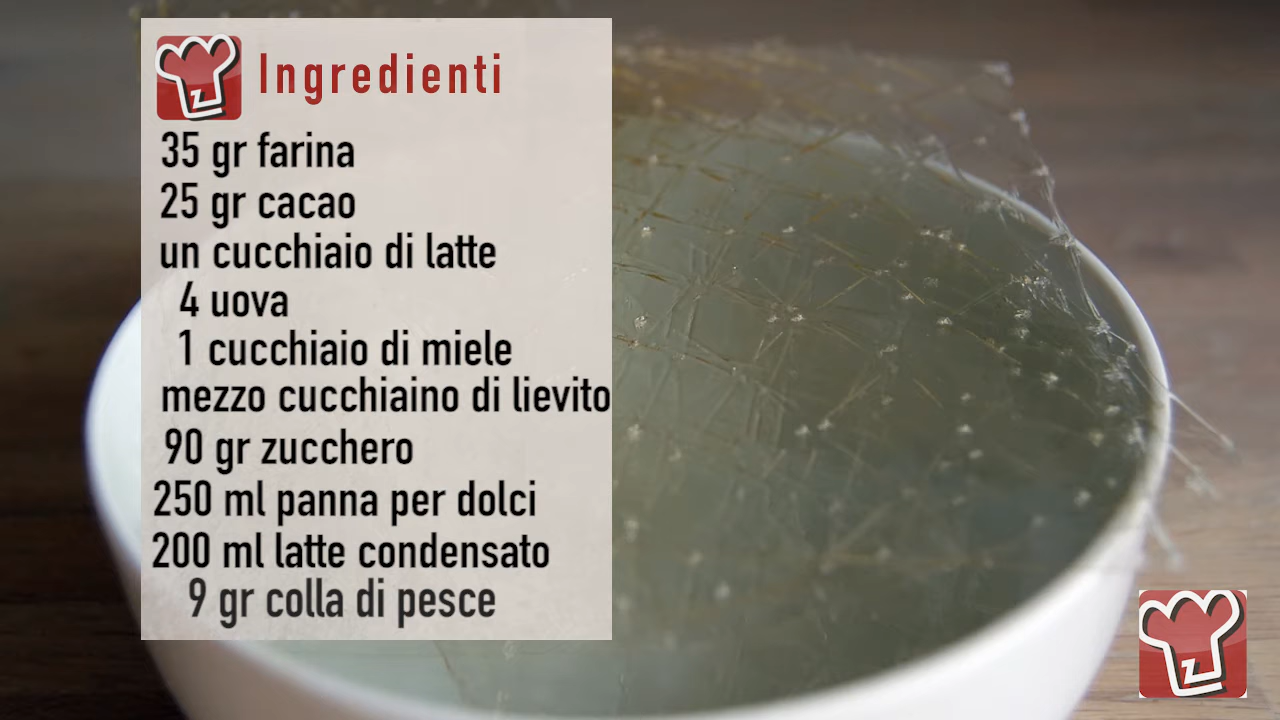 Ingredienti
35 gr farina
25 gr cacao
un cucchiaio di latte
4 uova
1 cucchiaio di miele
mezzo cucchiaino di lievito
90 gr zucchero
250 ml panna per dolci
200 ml latte condensato
9 gr colla di pesce